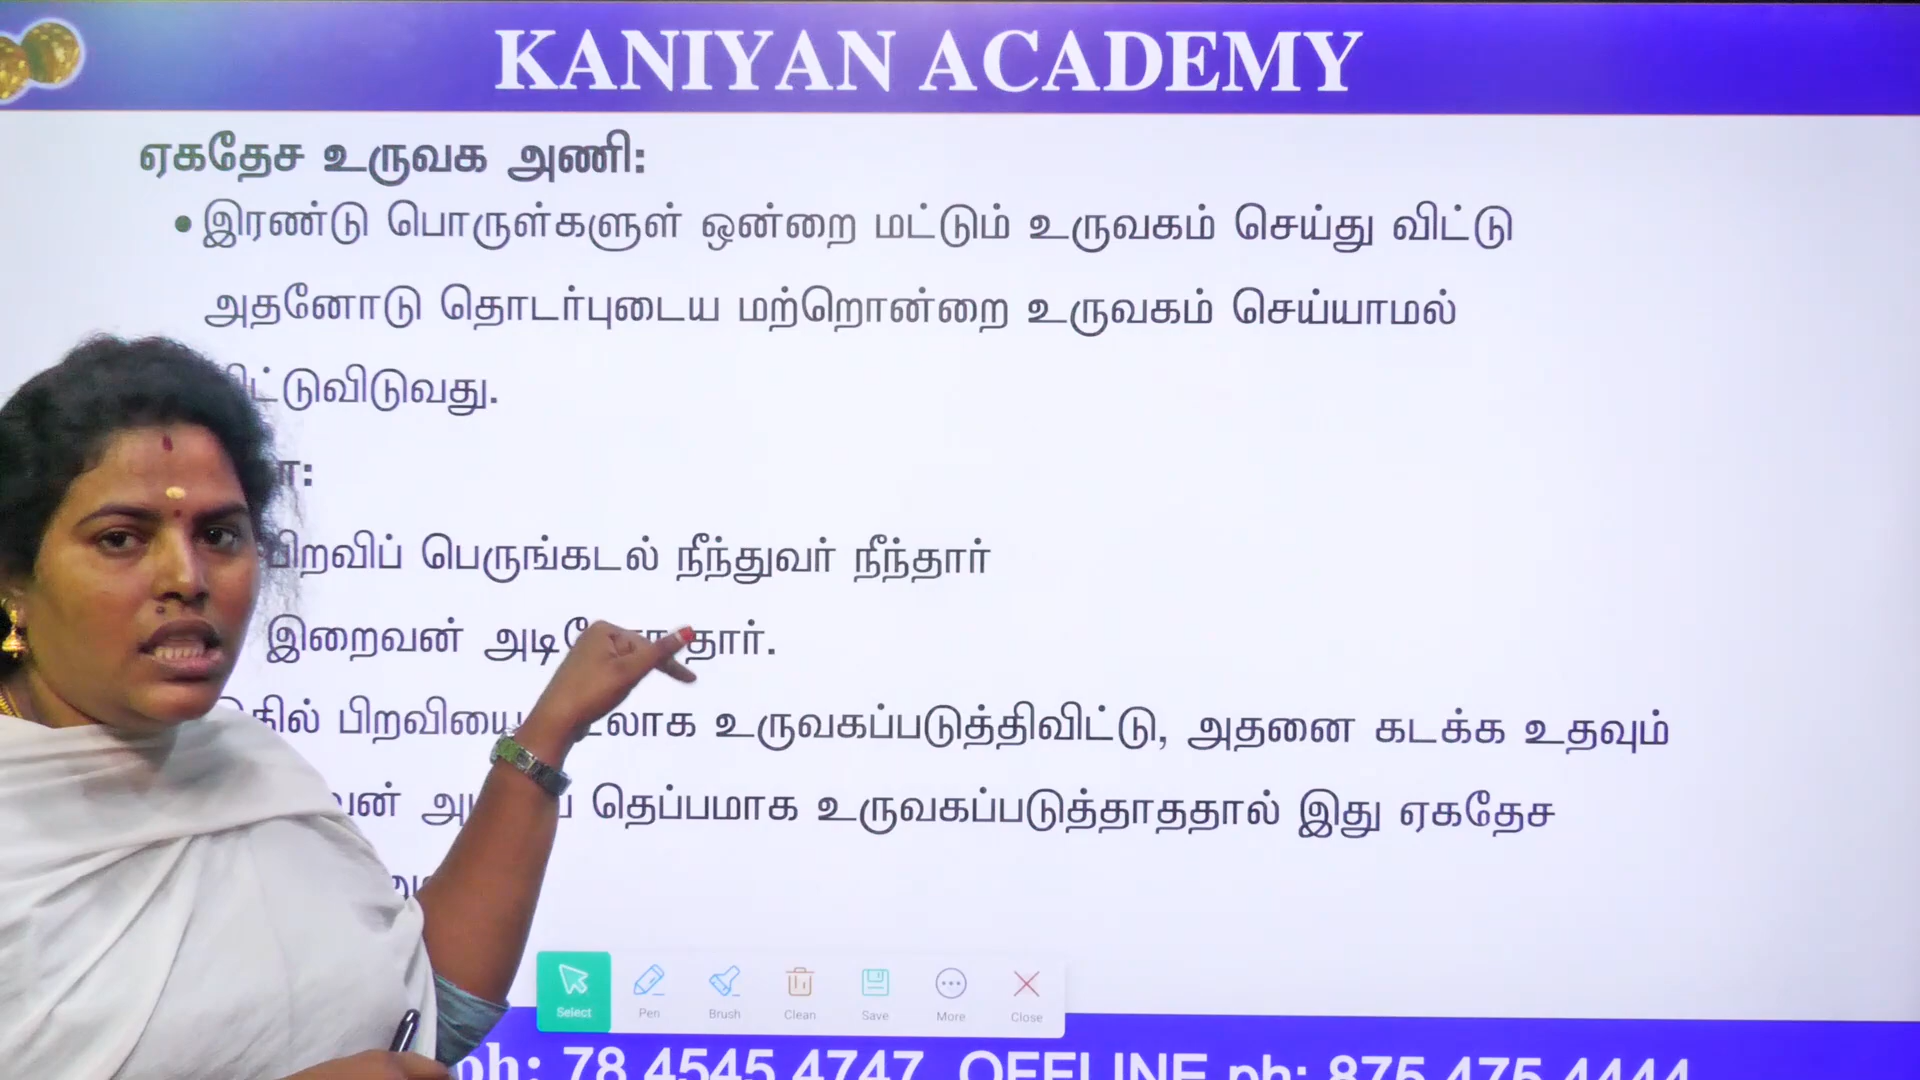 KANIYAN ACADEMY
ஏகதேச உருவக அணி:
• இரண்டு பொருள்களுள் ஒன்றை மட்டும் உருவகம் செய்து விட்டு
அதனோடு தொடர்புடைய மற்றொன்றை உருவகம் செய்யாமல்
விட்டுவிடுவது.
பிறவிப் பெருங்கடல் நீந்துவர் நீந்தார்
இறைவன்
பிறவியை உருவகப்படுத்திவிட்டு, அதனை கடக்க உதவும்
தெப்பமாக உருவகப்படுத்தாததால் இது ஏகதேச
Select Pen Brush Clean Save More Close
ph: 78 4545 4747 OFFLINE ph: 875 475 4444